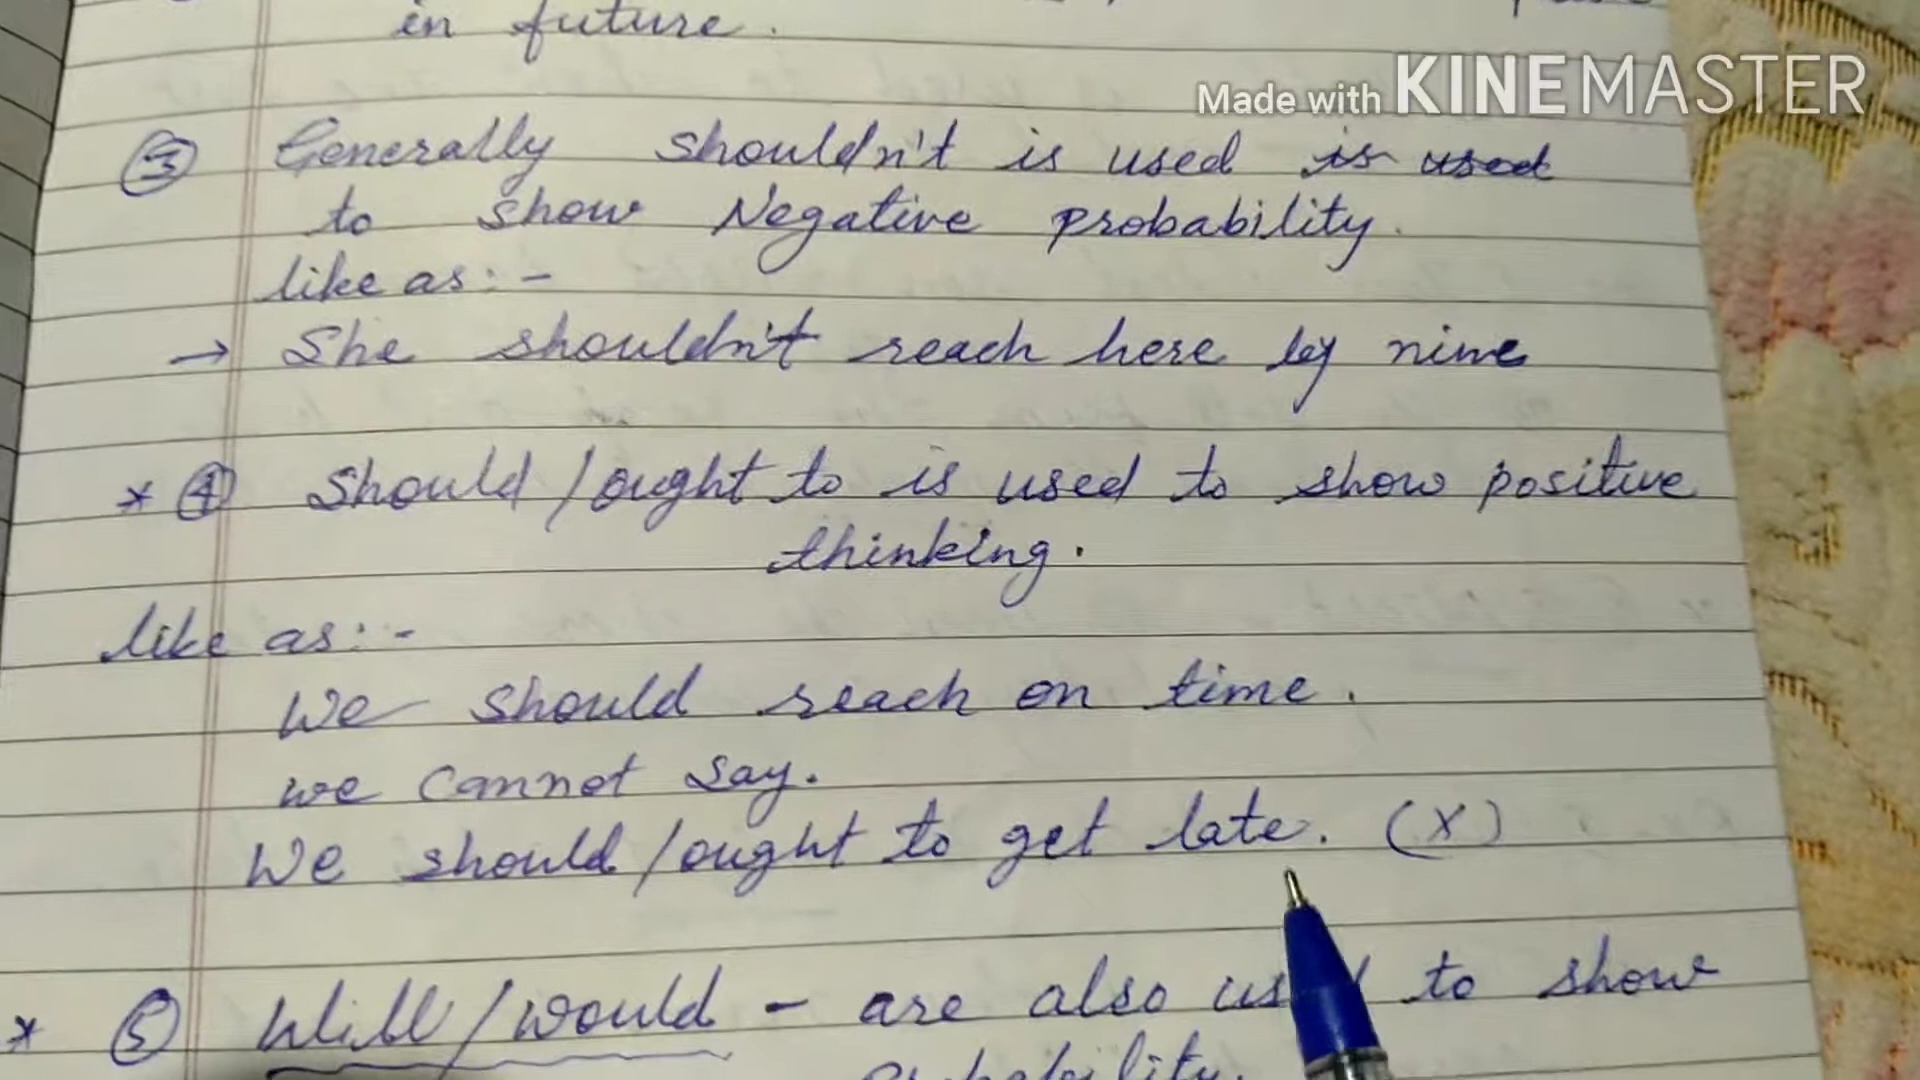 in future.
Made with KINEMASTER
③ Generally shouldn't is used is used
to show Negative probability.
like as:-
→ She shouldn't reach here by nine
* ④ Should/ought to is used to show positive
thinking.
like as:-
We should reach on time.
we cannot say.
We should/ought to get late. (X)
* ⑤ Will/would - are also used to show
Probability.